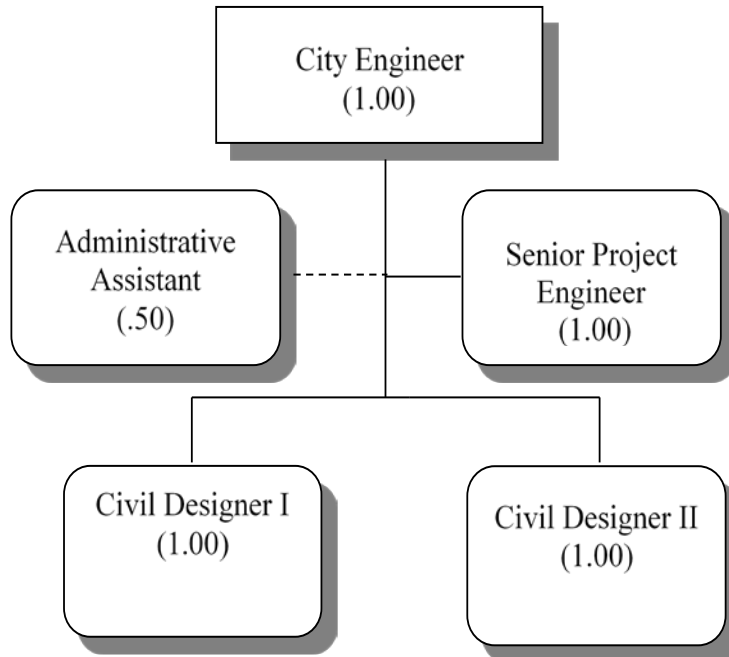 City Engineer
(1.00)
Administrative
Assistant
(.50)
Senior Project
Engineer
(1.00)
Civil Designer I
(1.00)
Civil Designer II
(1.00)